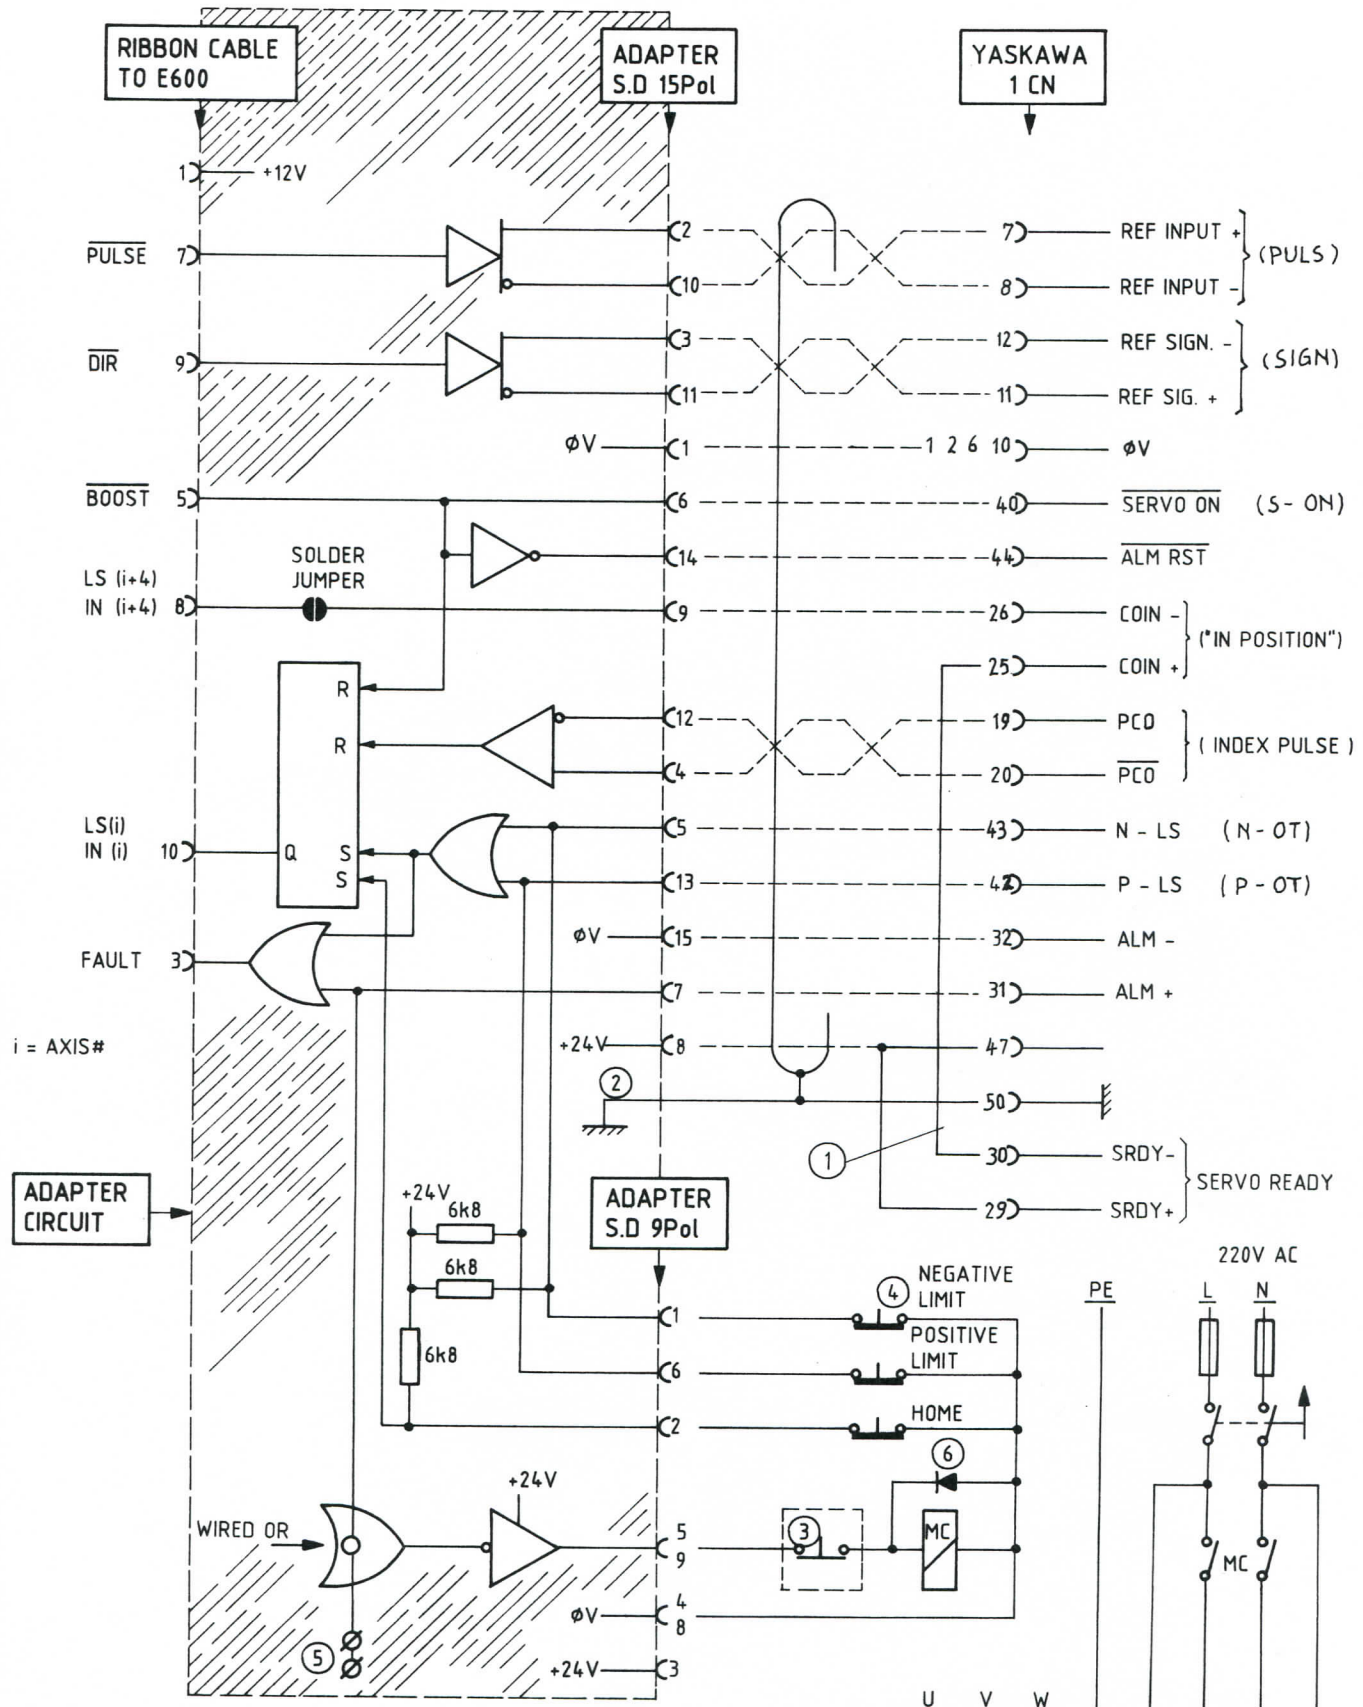 RIBBON CABLE
TO E600
ADAPTER
S.D 15Pol
YASKAWA
1 CN
1 +12V
2 7 REF INPUT +
PULSE 7 (PULS)
10 8 REF INPUT -
3 12 REF SIGN. -
DIR 9 (SIGN)
11 11 REF SIG. +
ØV 1 1 2 6 10 ØV
BOOST 5 6 40 SERVO ON (S-ON)
SOLDER
JUMPER
14 44 ALM RST
LS (i+4)
IN (i+4) 8 9 26 COIN -
("IN POSITION")
25 COIN +
R
12 19 PCO
R
(INDEX PULSE)
4 20 PCO
LS(i)
IN (i) 10 Q S
5 43 N - LS (N-OT)
S
13 42 P - LS (P-OT)
ØV 15 32 ALM -
FAULT 3
7 31 ALM +
i = AXIS#
+24V 8 47
2
50
1
30 SRDY-
SERVO READY
29 SRDY+
ADAPTER
CIRCUIT
ADAPTER
S.D 9Pol
+24V
6k8
6k8
6k8
220V AC
PE L N
1 4 NEGATIVE
LIMIT
POSITIVE
LIMIT
6
2 HOME
6
+24V
WIRED OR
5
9
3
MC
MC
ØV 4
8
5
+24V 3
U V W